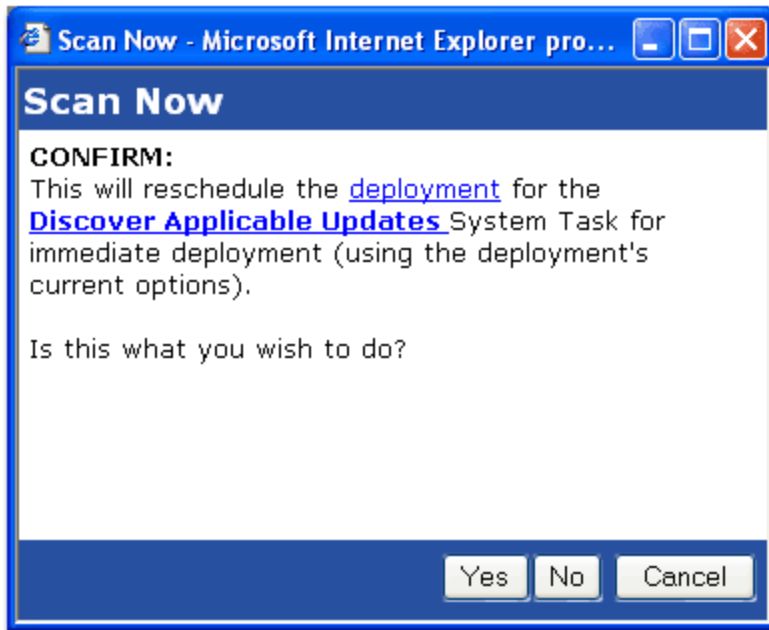 Scan Now - Microsoft Internet Explorer pro...
Scan Now
CONFIRM:
This will reschedule the deployment for the
Discover Applicable Updates System Task for
immediate deployment (using the deployment's
current options).
Is this what you wish to do?
Yes No Cancel